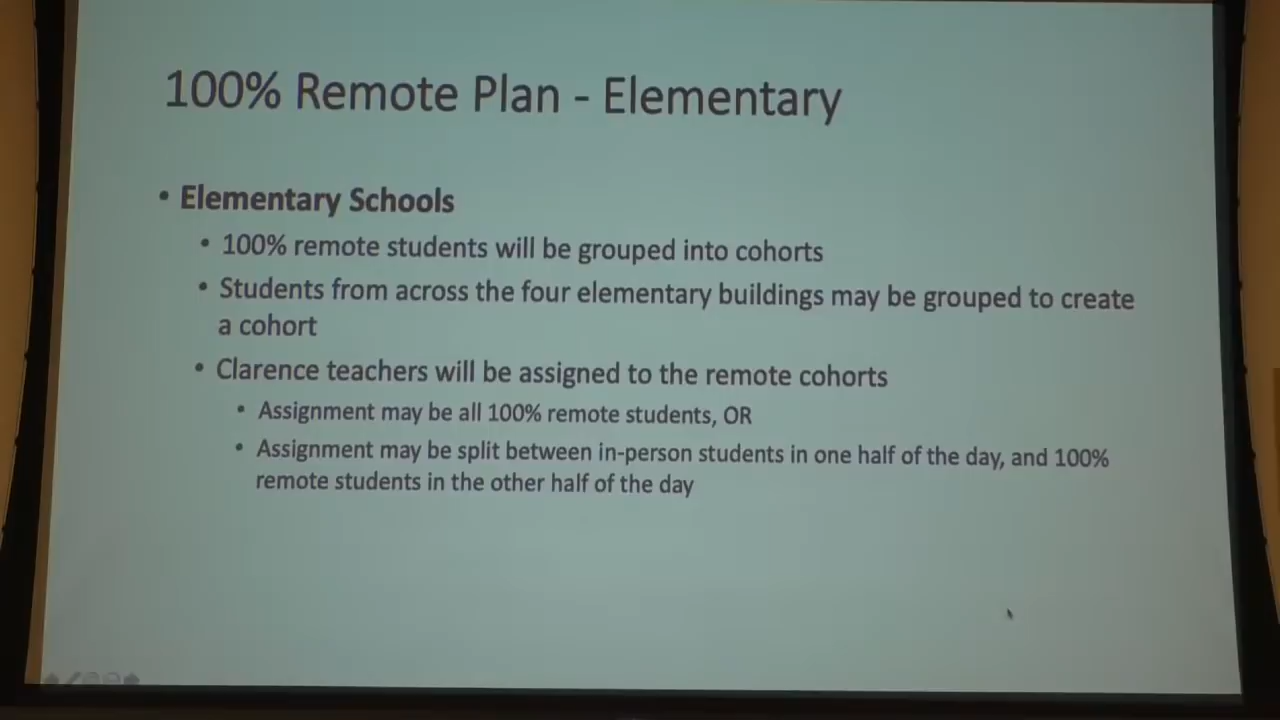 100% Remote Plan - Elementary
• Elementary Schools
• 100% remote students will be grouped into cohorts
• Students from across the four elementary buildings may be grouped to create
a cohort
• Clarence teachers will be assigned to the remote cohorts
• Assignment may be all 100% remote students, OR
• Assignment may be split between in-person students in one half of the day, and 100%
remote students in the other half of the day